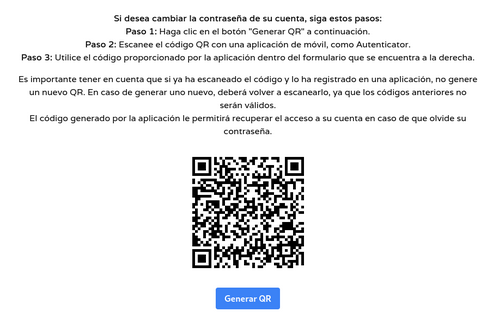 Si desea cambiar la contraseña de su cuenta, siga estos pasos:
Paso 1: Haga clic en el botón "Generar QR" a continuación.
Paso 2: Escanee el código QR con una aplicación de móvil, como Autenticator.
Paso 3: Utilice el código proporcionado por la aplicación dentro del formulario que se encuentra a la derecha.
Es importante tener en cuenta que si ya ha escaneado el código y lo ha registrado en una aplicación, no genere
un nuevo QR. En caso de generar uno nuevo, deberá volver a escanearlo, ya que los códigos anteriores no
serán válidos.
El código generado por la aplicación le permitirá recuperar el acceso a su cuenta en caso de que olvide su
contraseña.
Generar QR